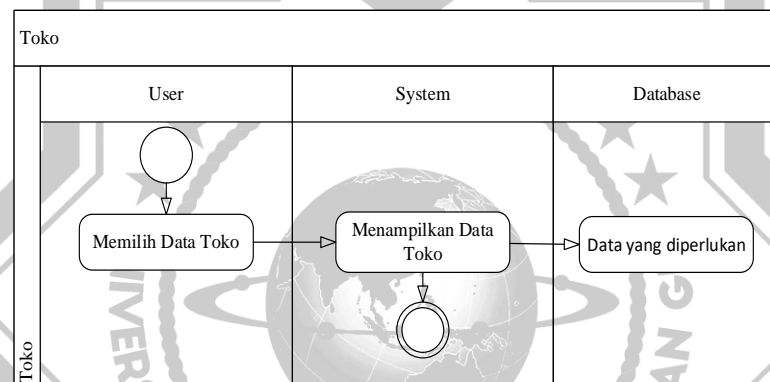 Toko
User
System
Database
Memilih Data Toko
Menampilkan Data
Toko
Data yang diperlukan
Toko